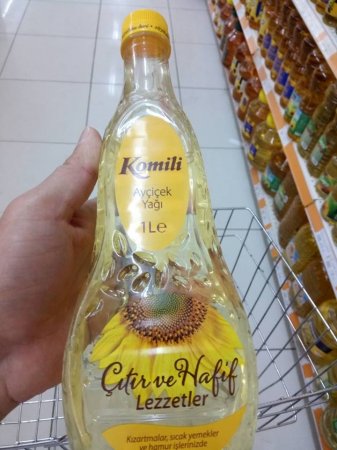 Komili
Ayçiçek
Yağı
1Le
Çıtır ve Hafif
Lezzetler
Kızartmalar, sıcak yemekler
ve hamur işlerinizde